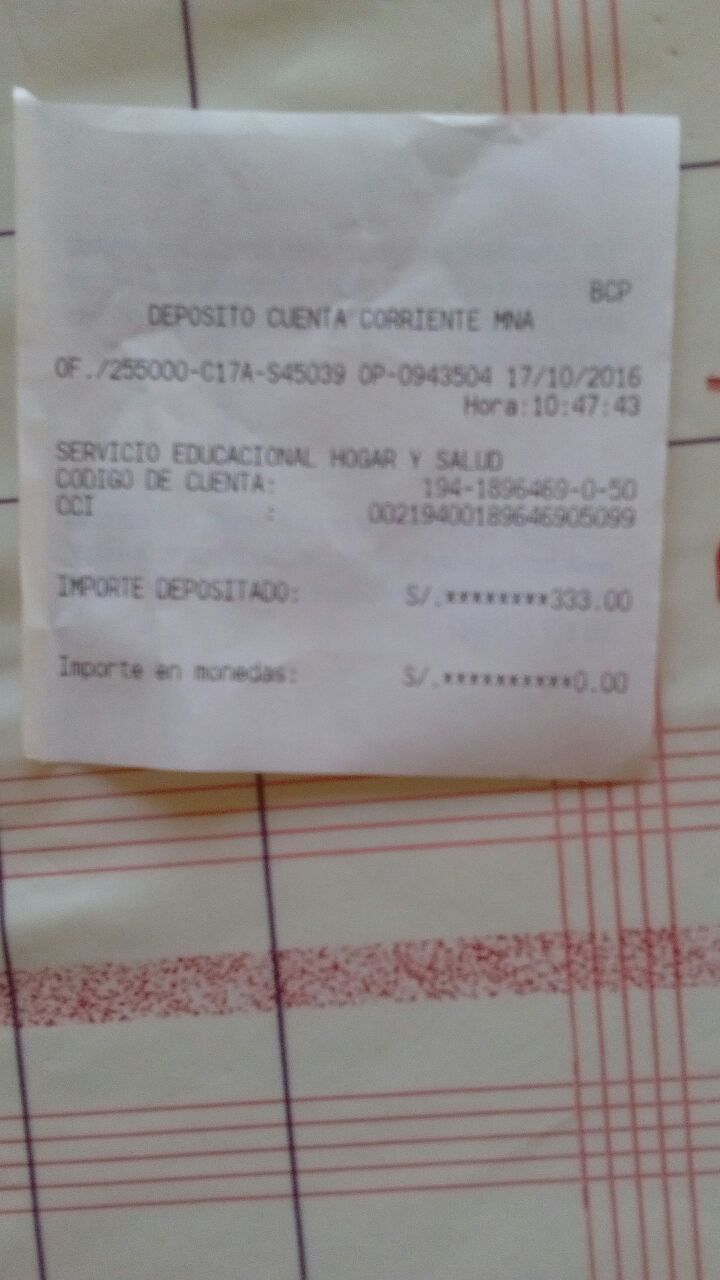 BCP
DEPOSITO CUENTA CORRIENTE MNA
OF./255000-C17A-S45039 OP-0943504 17/10/2016
Hora:10:47:43
SERVICIO EDUCACIONAL HOGAR Y SALUD
CODIGO DE CUENTA: 194-1896469-0-50
CCI : 00219400189646905099
IMPORTE DEPOSITADO: S/.********333.00
Importe en monedas: S/.**********0.00